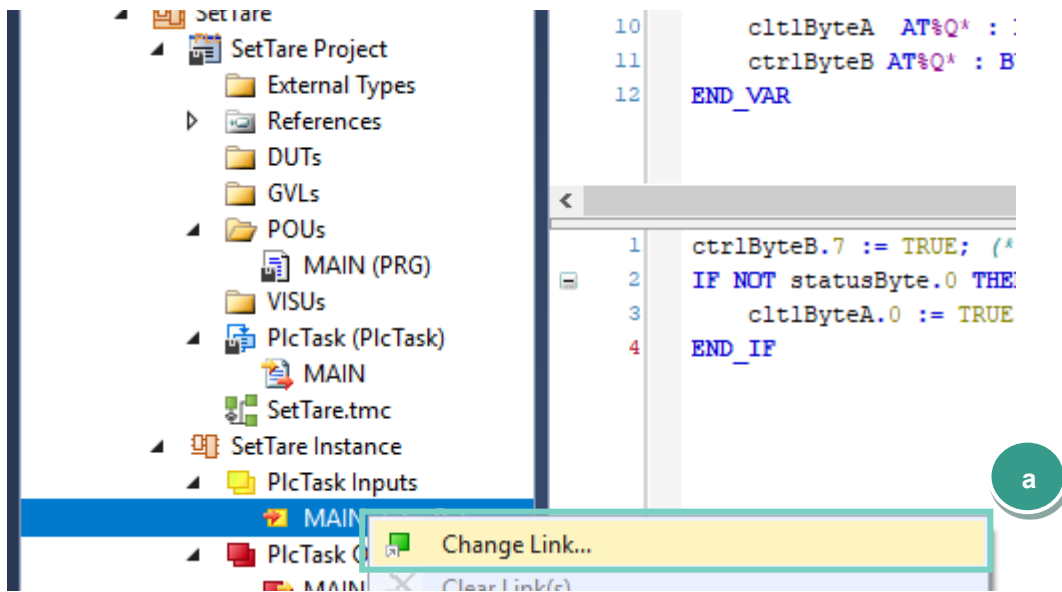 SetTare
SetTare Project
External Types
References
DUTs
GVLs
POUs
MAIN (PRG)
VISUs
PlcTask (PlcTask)
MAIN
SetTare.tmc
SetTare Instance
PlcTask Inputs
MAIN
PlcTask
MAIN
Change Link...
Clear Link(s)
10 cltlByteA AT%Q* :
11 ctrlByteB AT%Q* : B
12 END_VAR
<
1 ctrlByteB.7 := TRUE; (*
2 IF NOT statusByte.0 THE
3 cltlByteA.0 := TRUE
4 END_IF
a